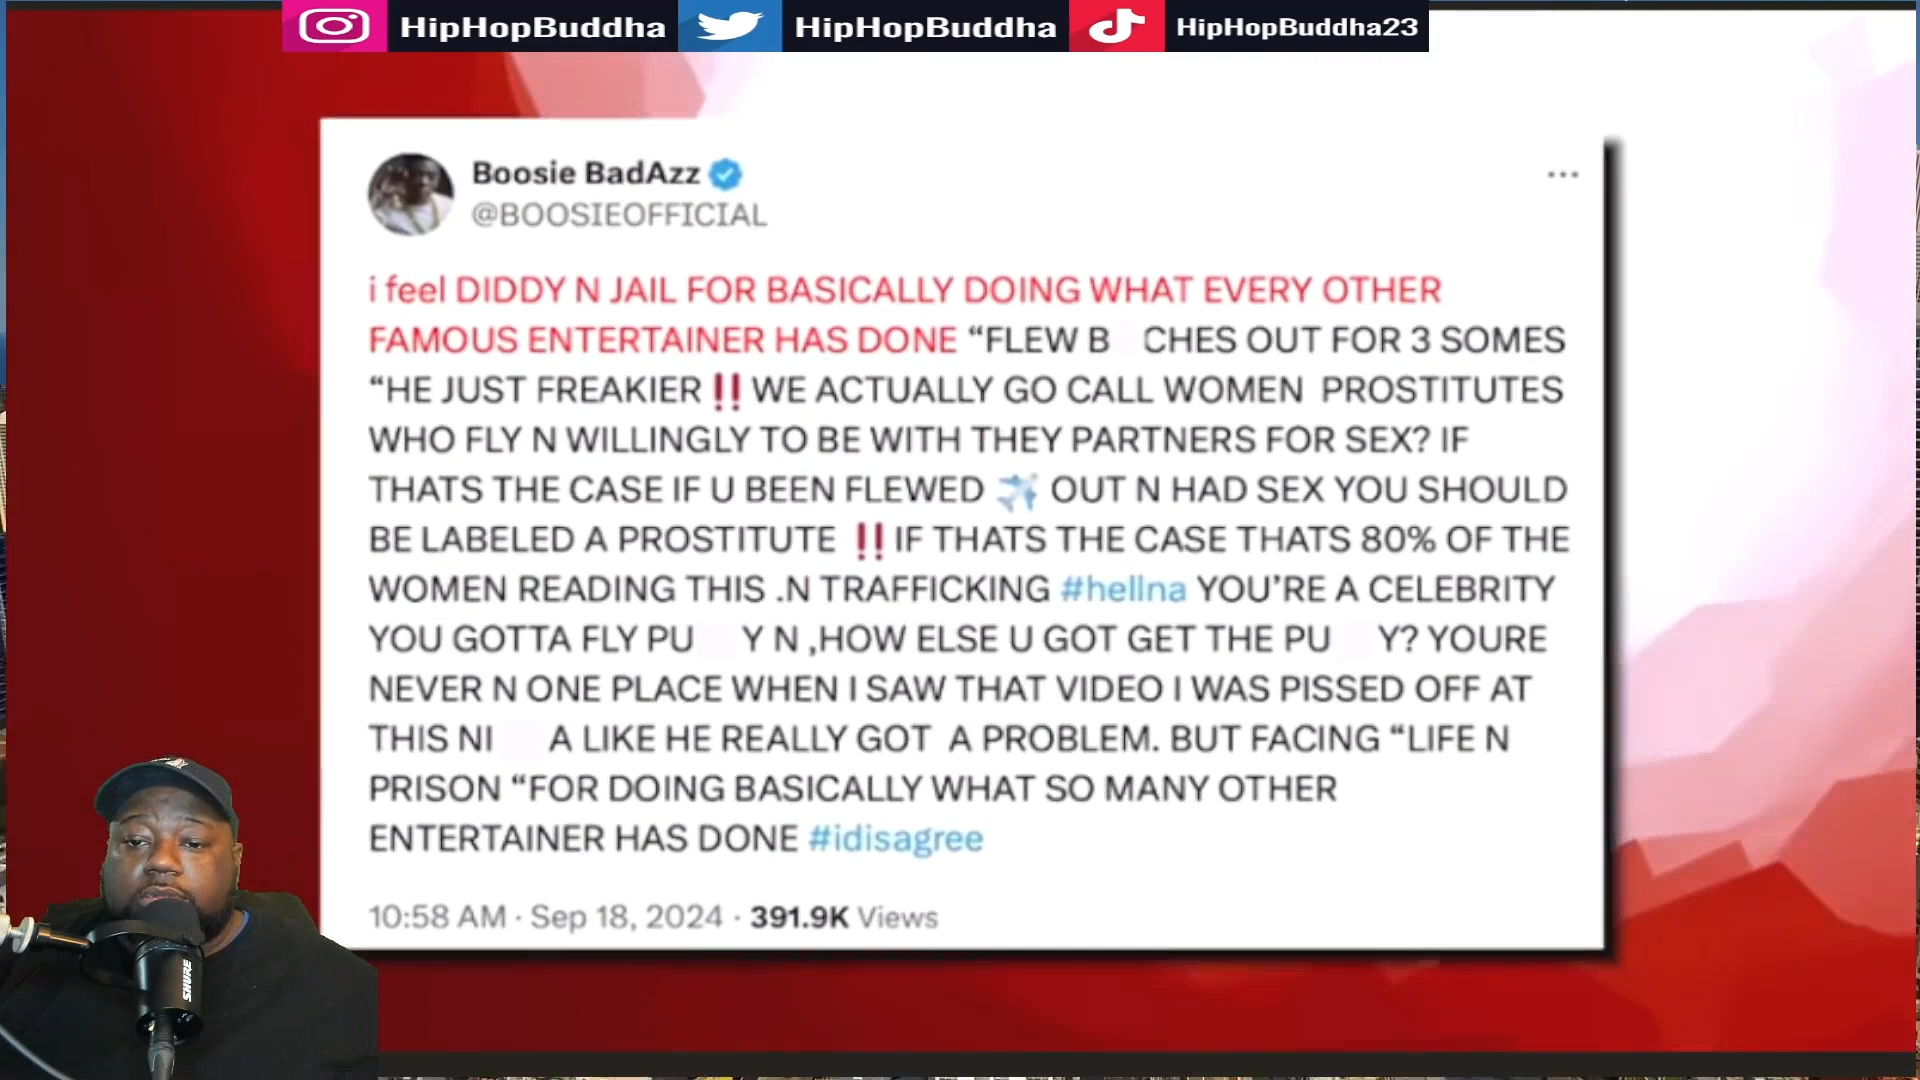 HipHopBuddha HipHopBuddha HipHopBuddha23
Boosie BadAzz
@BOOSIEOFFICIAL
i feel DIDDY N JAIL FOR BASICALLY DOING WHAT EVERY OTHER
FAMOUS ENTERTAINER HAS DONE “FLEW B CHES OUT FOR 3 SOMES
“HE JUST FREAKIER ‼️ WE ACTUALLY GO CALL WOMEN PROSTITUTES
WHO FLY N WILLINGLY TO BE WITH THEY PARTNERS FOR SEX? IF
THATS THE CASE IF U BEEN FLEWED ✈️ OUT N HAD SEX YOU SHOULD
BE LABELED A PROSTITUTE ‼️ IF THATS THE CASE THATS 80% OF THE
WOMEN READING THIS .N TRAFFICKING #hellna YOU’RE A CELEBRITY
YOU GOTTA FLY PU Y N ,HOW ELSE U GOT GET THE PU Y? YOURE
NEVER N ONE PLACE WHEN I SAW THAT VIDEO I WAS PISSED OFF AT
THIS NI A LIKE HE REALLY GOT A PROBLEM. BUT FACING “LIFE N
PRISON “FOR DOING BASICALLY WHAT SO MANY OTHER
ENTERTAINER HAS DONE #idisagree
10:58 AM · Sep 18, 2024 · 391.9K Views
SHURE